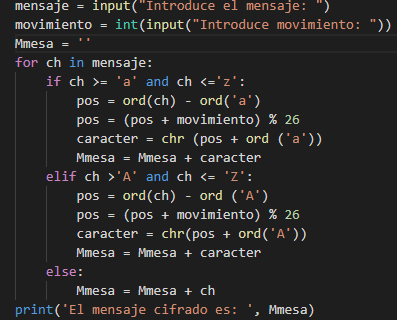 mensaje = input("Introduce el mensaje: ")
movimiento = int(input("Introduce movimiento: "))
Mmesa = ''
for ch in mensaje:
    if ch >= 'a' and ch <='z':
        pos = ord(ch) - ord('a')
        pos = (pos + movimiento) % 26
        caracter = chr (pos + ord ('a'))
        Mmesa = Mmesa + caracter
    elif ch >'A' and ch <= 'Z':
        pos = ord(ch) - ord ('A')
        pos = (pos + movimiento) % 26
        caracter = chr(pos + ord('A'))
        Mmesa = Mmesa + caracter
    else:
        Mmesa = Mmesa + ch
print('El mensaje cifrado es: ', Mmesa)